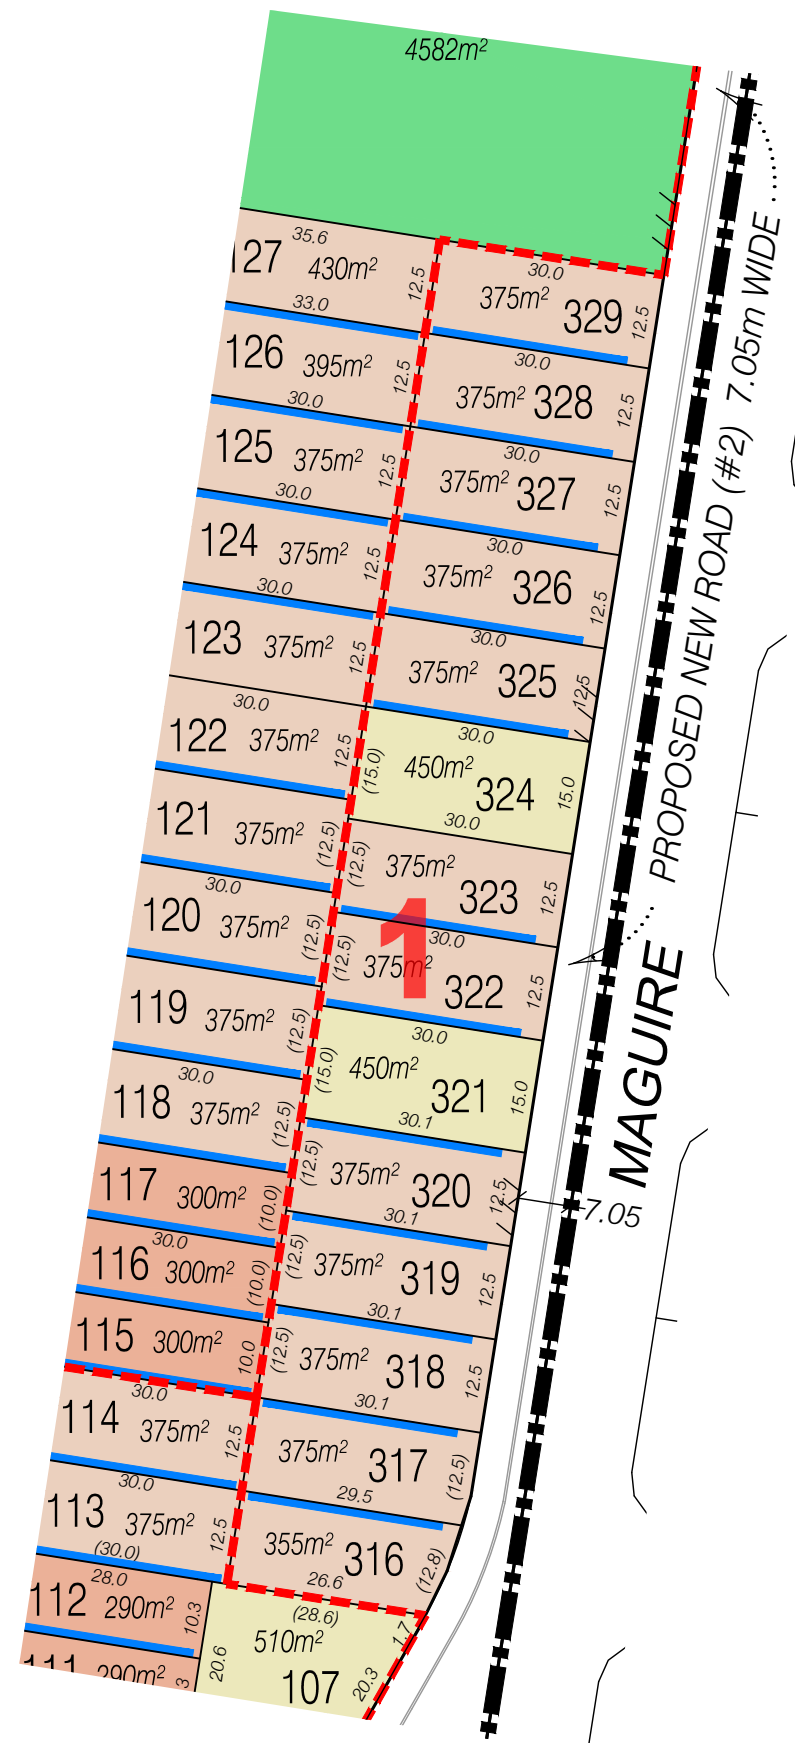 4582m²
35.6
127 430m²
12.5
33.0
126 395m²
12.5
30.0
125 375m²
12.5
30.0
124 375m²
12.5
30.0
123 375m²
12.5
30.0
122 375m²
12.5
121 375m²
(12.5)
30.0
120 375m²
(12.5)
119 375m²
(12.5)
30.0
118 375m²
(12.5)
117 300m²
(10.0)
30.0
116 300m²
(10.0)
115 300m²
10.0
30.0
114 375m²
12.5
30.0
113 375m²
12.5
(30.0)
28.0
112 290m²
10.3
111 290m²
3
30.0
375m² 329
12.5
30.0
375m² 328
12.5
30.0
375m² 327
12.5
30.0
375m² 326
12.5
30.0
375m² 325
12.5
30.0
(15.0)
450m² 324
15.0
30.0
375m² 323
(12.5)
12.5
1
30.0
375m² 322
(12.5)
12.5
30.0
450m² 321
(15.0)
15.0
30.1
375m² 320
(12.5)
12.5
30.1
375m² 319
(12.5)
12.5
30.1
375m² 318
(12.5)
12.5
30.1
375m² 317
(12.5)
29.5
355m² 316
(12.8)
26.6
(28.6)
510m²
1.7
20.6
107
20.3
PROPOSED NEW ROAD (#2) 7.05m WIDE
MAGUIRE
7.05